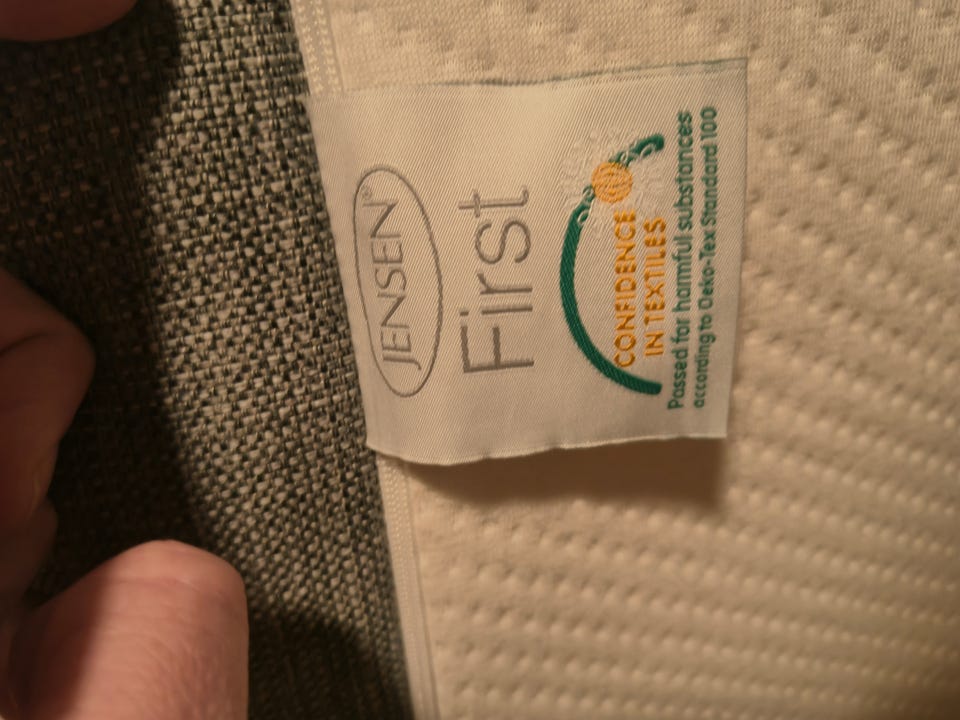 JENSEN®
First
CONFIDENCE
IN TEXTILES
Passed for harmful substances
according to Oeko-Tex Standard 100